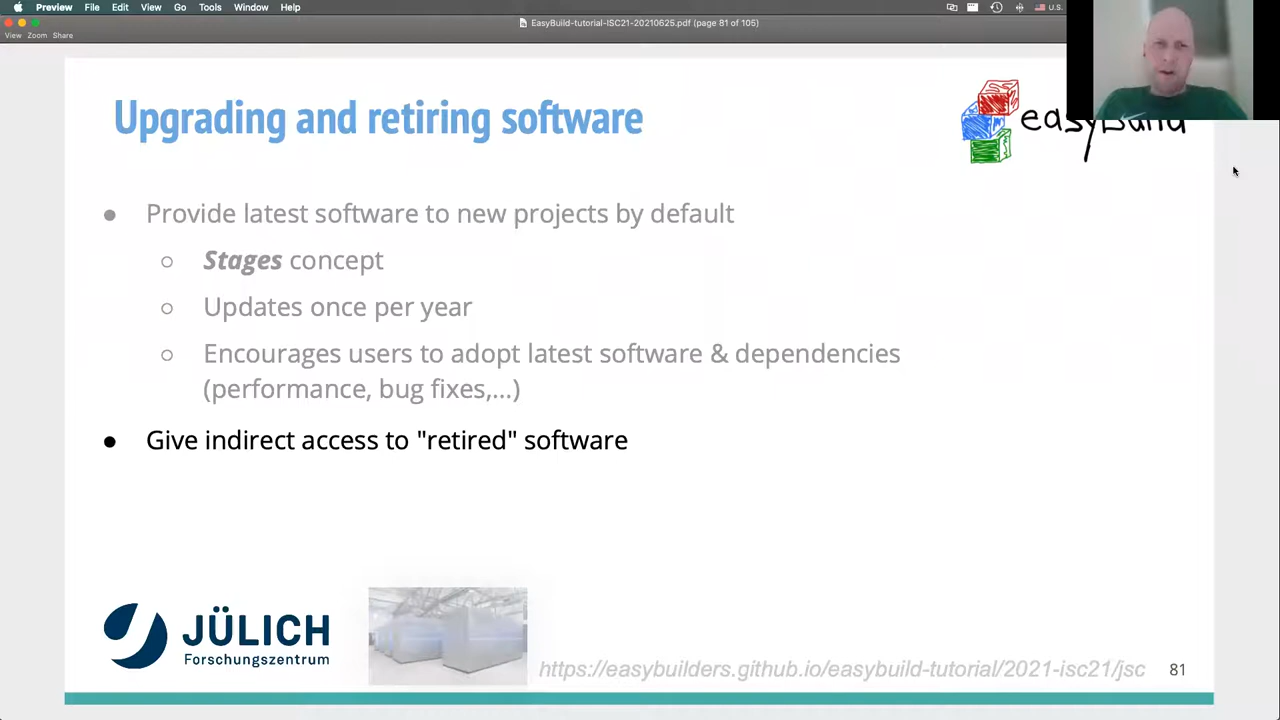 Preview File Edit View Go Tools Window Help U.S.
EasyBuild-tutorial-ISC21-20210625.pdf (page 81 of 105)
View Zoom Share
Upgrading and retiring software
easybuild
● Provide latest software to new projects by default
○ Stages concept
○ Updates once per year
○ Encourages users to adopt latest software & dependencies
(performance, bug fixes,...)
● Give indirect access to "retired" software
JÜLICH
Forschungszentrum
https://easybuilders.github.io/easybuild-tutorial/2021-isc21/jsc
81